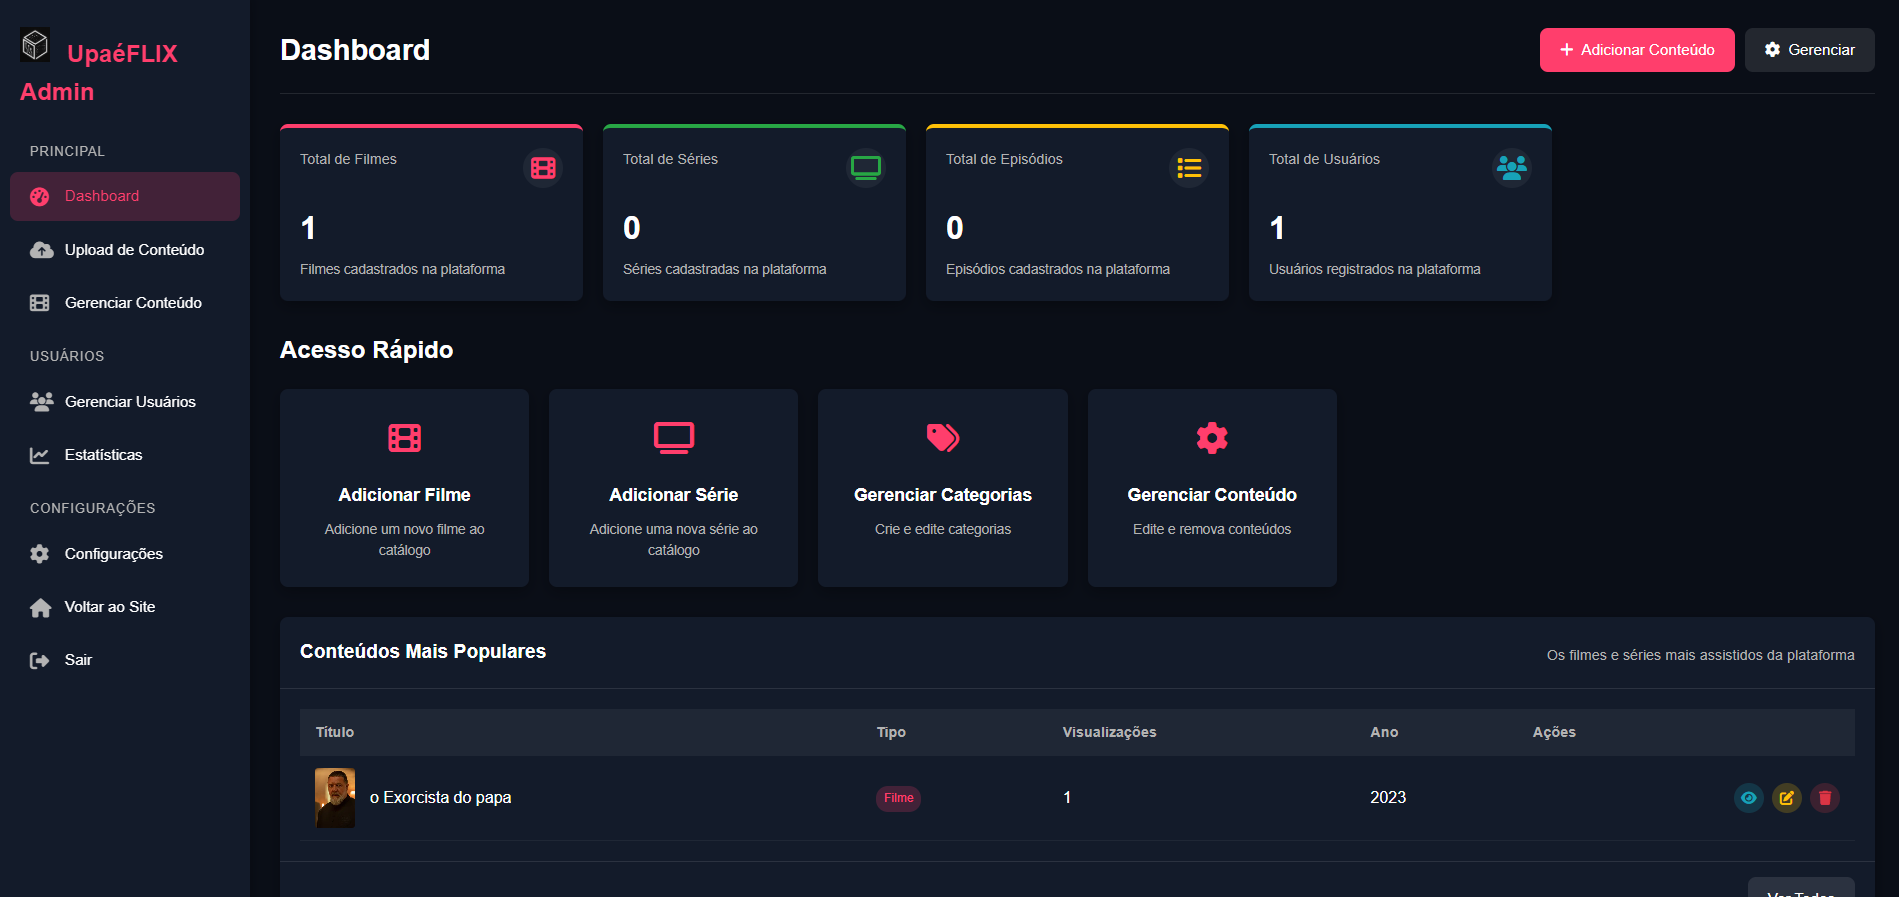 UpaéFLIX
Admin
PRINCIPAL
Dashboard
Upload de Conteúdo
Gerenciar Conteúdo
USUÁRIOS
Gerenciar Usuários
Estatísticas
CONFIGURAÇÕES
Configurações
Voltar ao Site
Sair
Dashboard
Adicionar Conteúdo
Gerenciar
Total de Filmes
1
Filmes cadastrados na plataforma
Total de Séries
0
Séries cadastradas na plataforma
Total de Episódios
0
Episódios cadastrados na plataforma
Total de Usuários
1
Usuários registrados na plataforma
Acesso Rápido
Adicionar Filme
Adicione um novo filme ao
catálogo
Adicionar Série
Adicione uma nova série ao
catálogo
Gerenciar Categorias
Crie e edite categorias
Gerenciar Conteúdo
Edite e remova conteúdos
Conteúdos Mais Populares
Os filmes e séries mais assistidos da plataforma
Título Tipo Visualizações Ano Ações
o Exorcista do papa Filme 1 2023